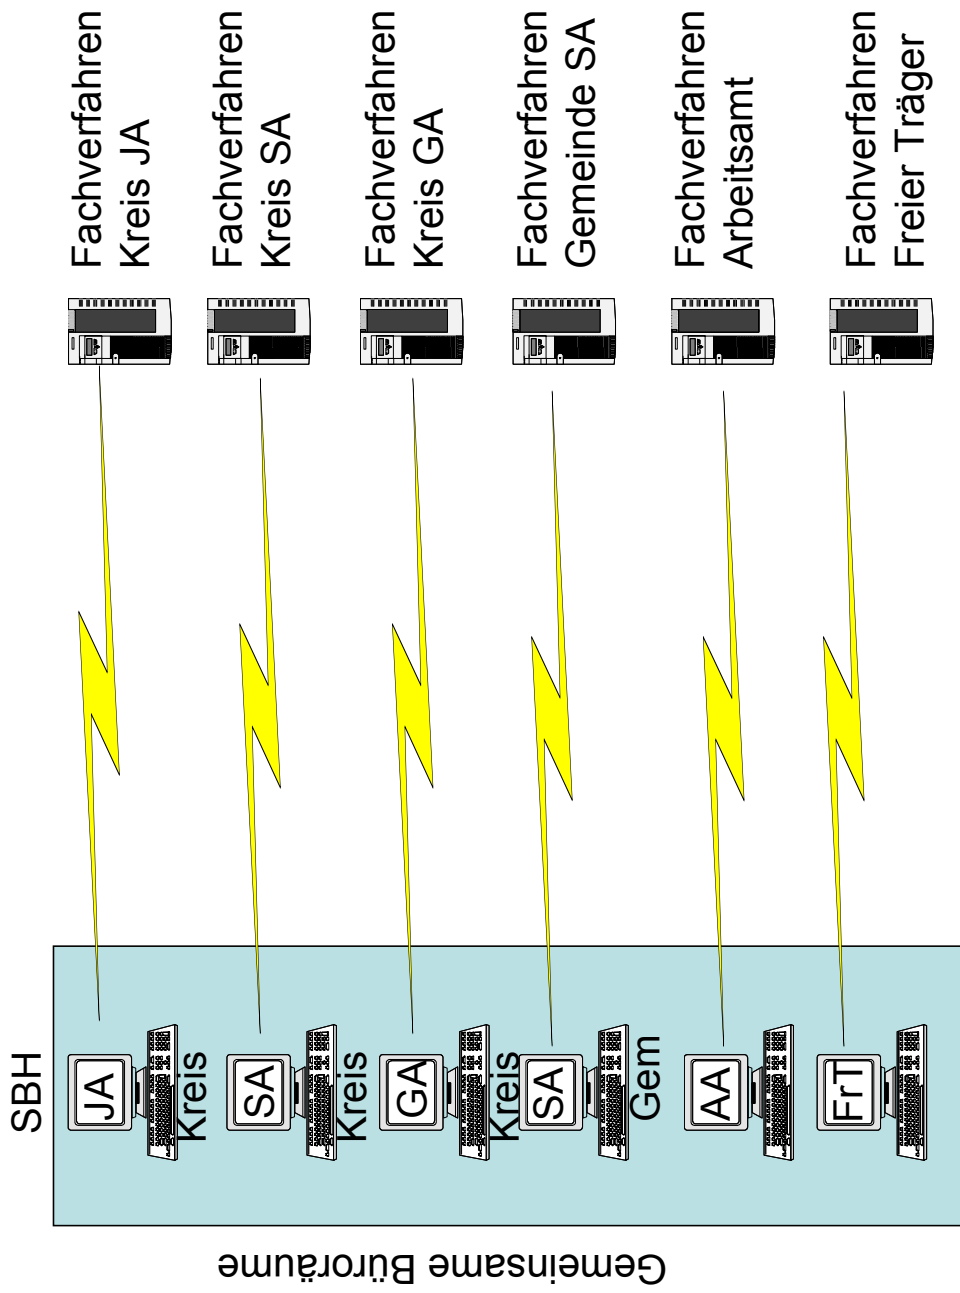 SBH
JA
Kreis
SA
Kreis
GA
Kreis
SA
Gem
AA
FrT
Gemeinsame Büroräume
Fachverfahren
Kreis JA
Fachverfahren
Kreis SA
Fachverfahren
Kreis GA
Fachverfahren
Gemeinde SA
Fachverfahren
Arbeitsamt
Fachverfahren
Freier Träger